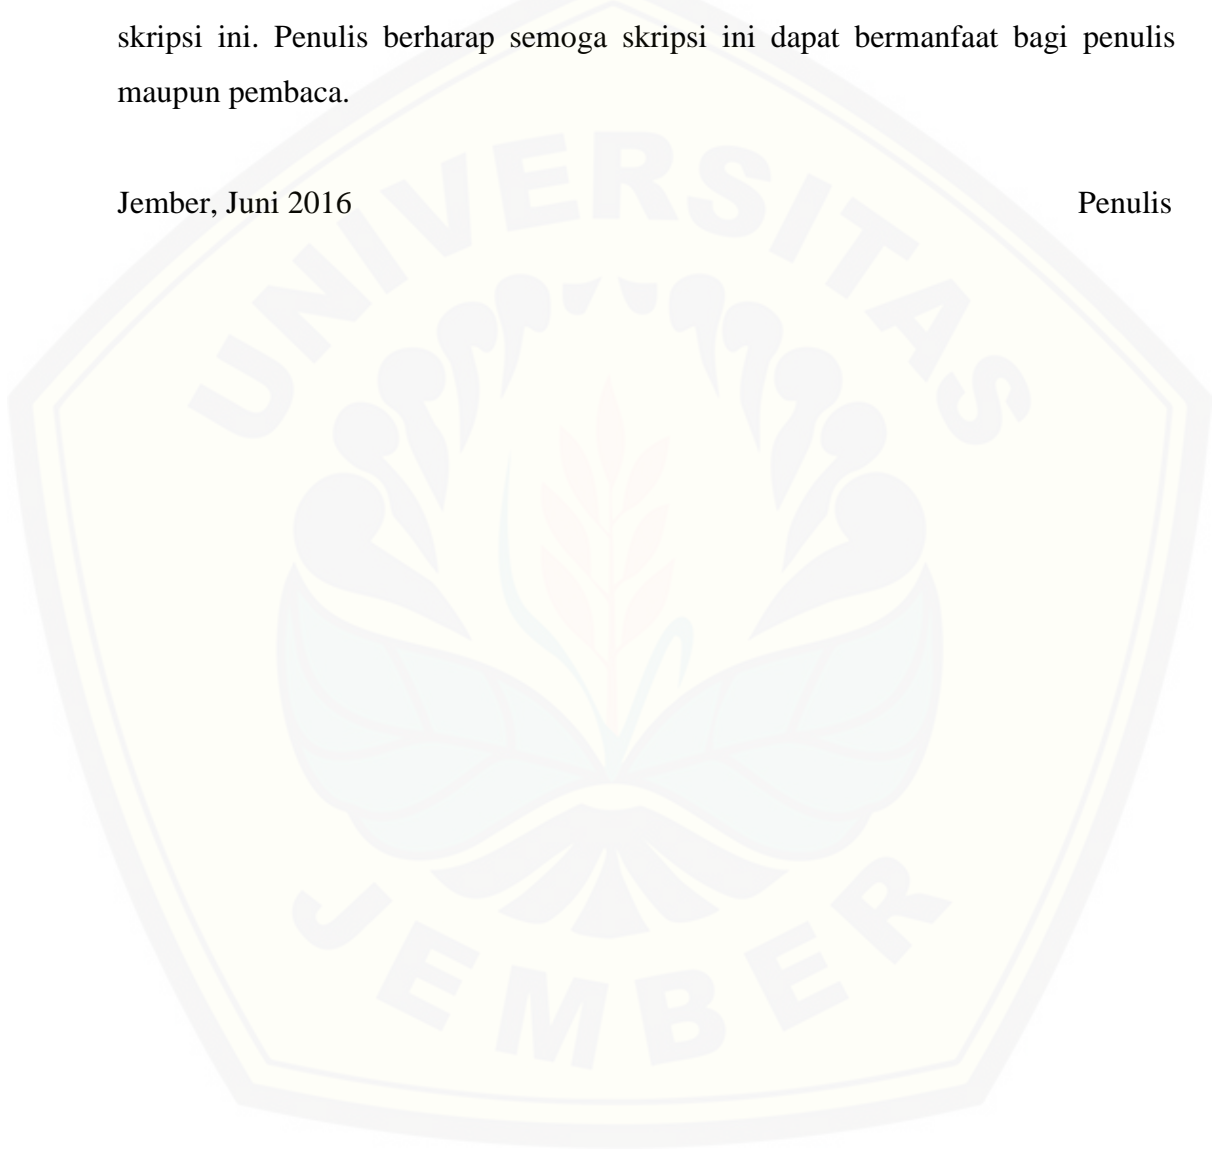 skripsi ini. Penulis berharap semoga skripsi ini dapat bermanfaat bagi penulis
maupun pembaca.
Jember, Juni 2016 Penulis
UNIVERSITAS
JEMBER